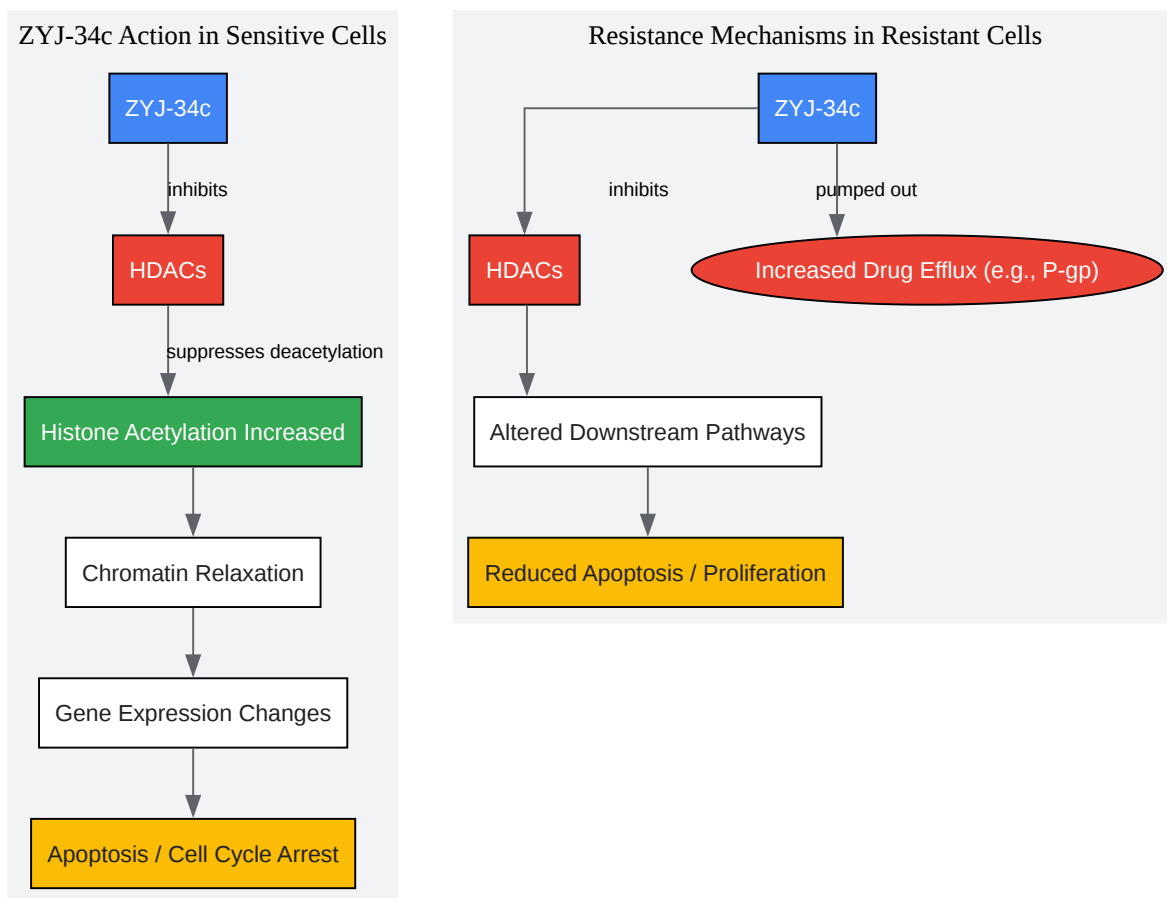 ZYJ-34c Action in Sensitive Cells
ZYJ-34c
inhibits
HDACs
suppresses deacetylation
Histone Acetylation Increased
Chromatin Relaxation
Gene Expression Changes
Apoptosis / Cell Cycle Arrest
Resistance Mechanisms in Resistant Cells
ZYJ-34c
inhibits
pumped out
HDACs
Increased Drug Efflux (e.g., P-gp)
Altered Downstream Pathways
Reduced Apoptosis / Proliferation